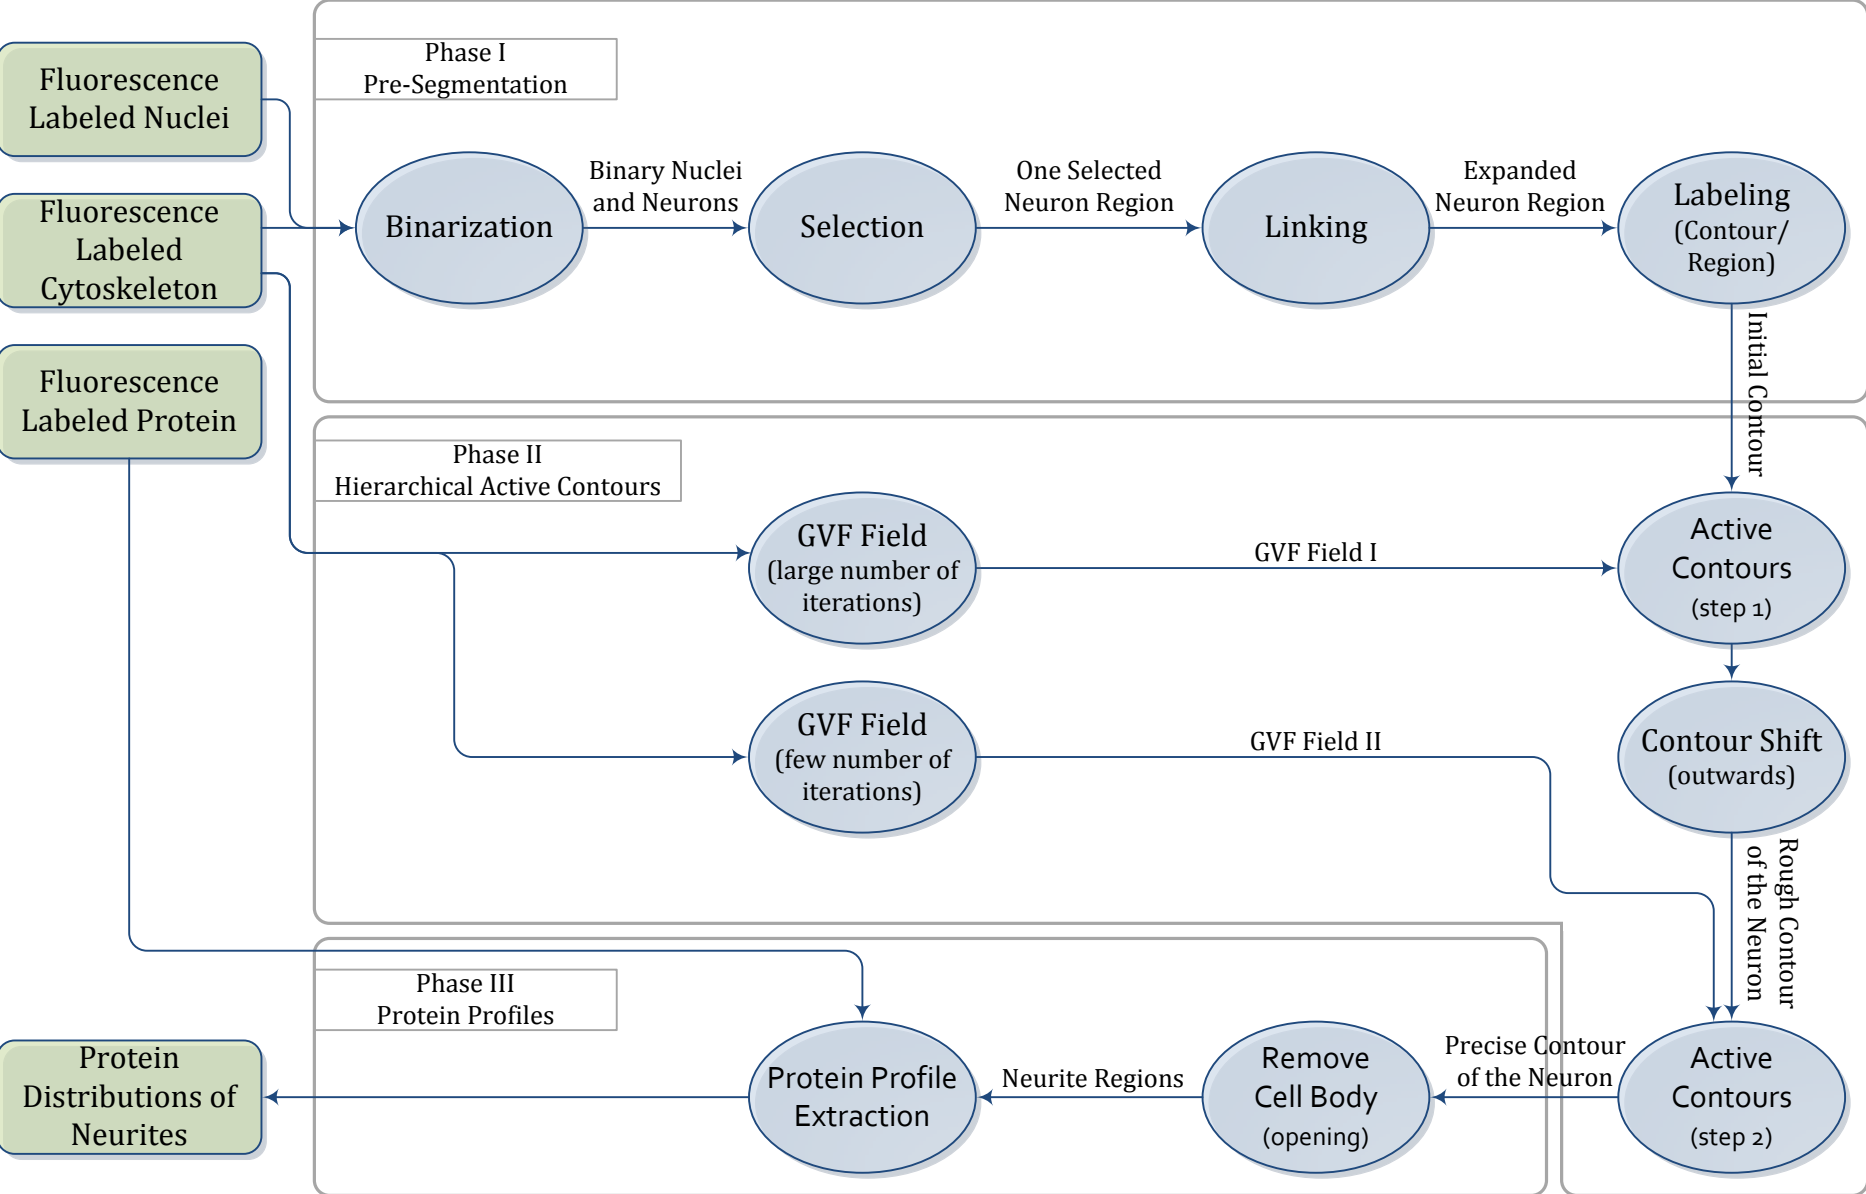 Phase I
Pre-Segmentation
Fluorescence
Labeled Nuclei
Fluorescence
Labeled
Cytoskeleton
Fluorescence
Labeled Protein
Binarization
Binary Nuclei
and Neurons
Selection
One Selected
Neuron Region
Linking
Expanded
Neuron Region
Labeling
(Contour/
Region)
Initial Contour
Phase II
Hierarchical Active Contours
GVF Field
(large number of
iterations)
GVF Field I
Active
Contours
(step 1)
GVF Field
(few number of
iterations)
GVF Field II
Contour Shift
(outwards)
Rough Contour
of the Neuron
Phase III
Protein Profiles
Active
Contours
(step 2)
Precise Contour
of the Neuron
Remove
Cell Body
(opening)
Neurite Regions
Protein Profile
Extraction
Protein
Distributions of
Neurites